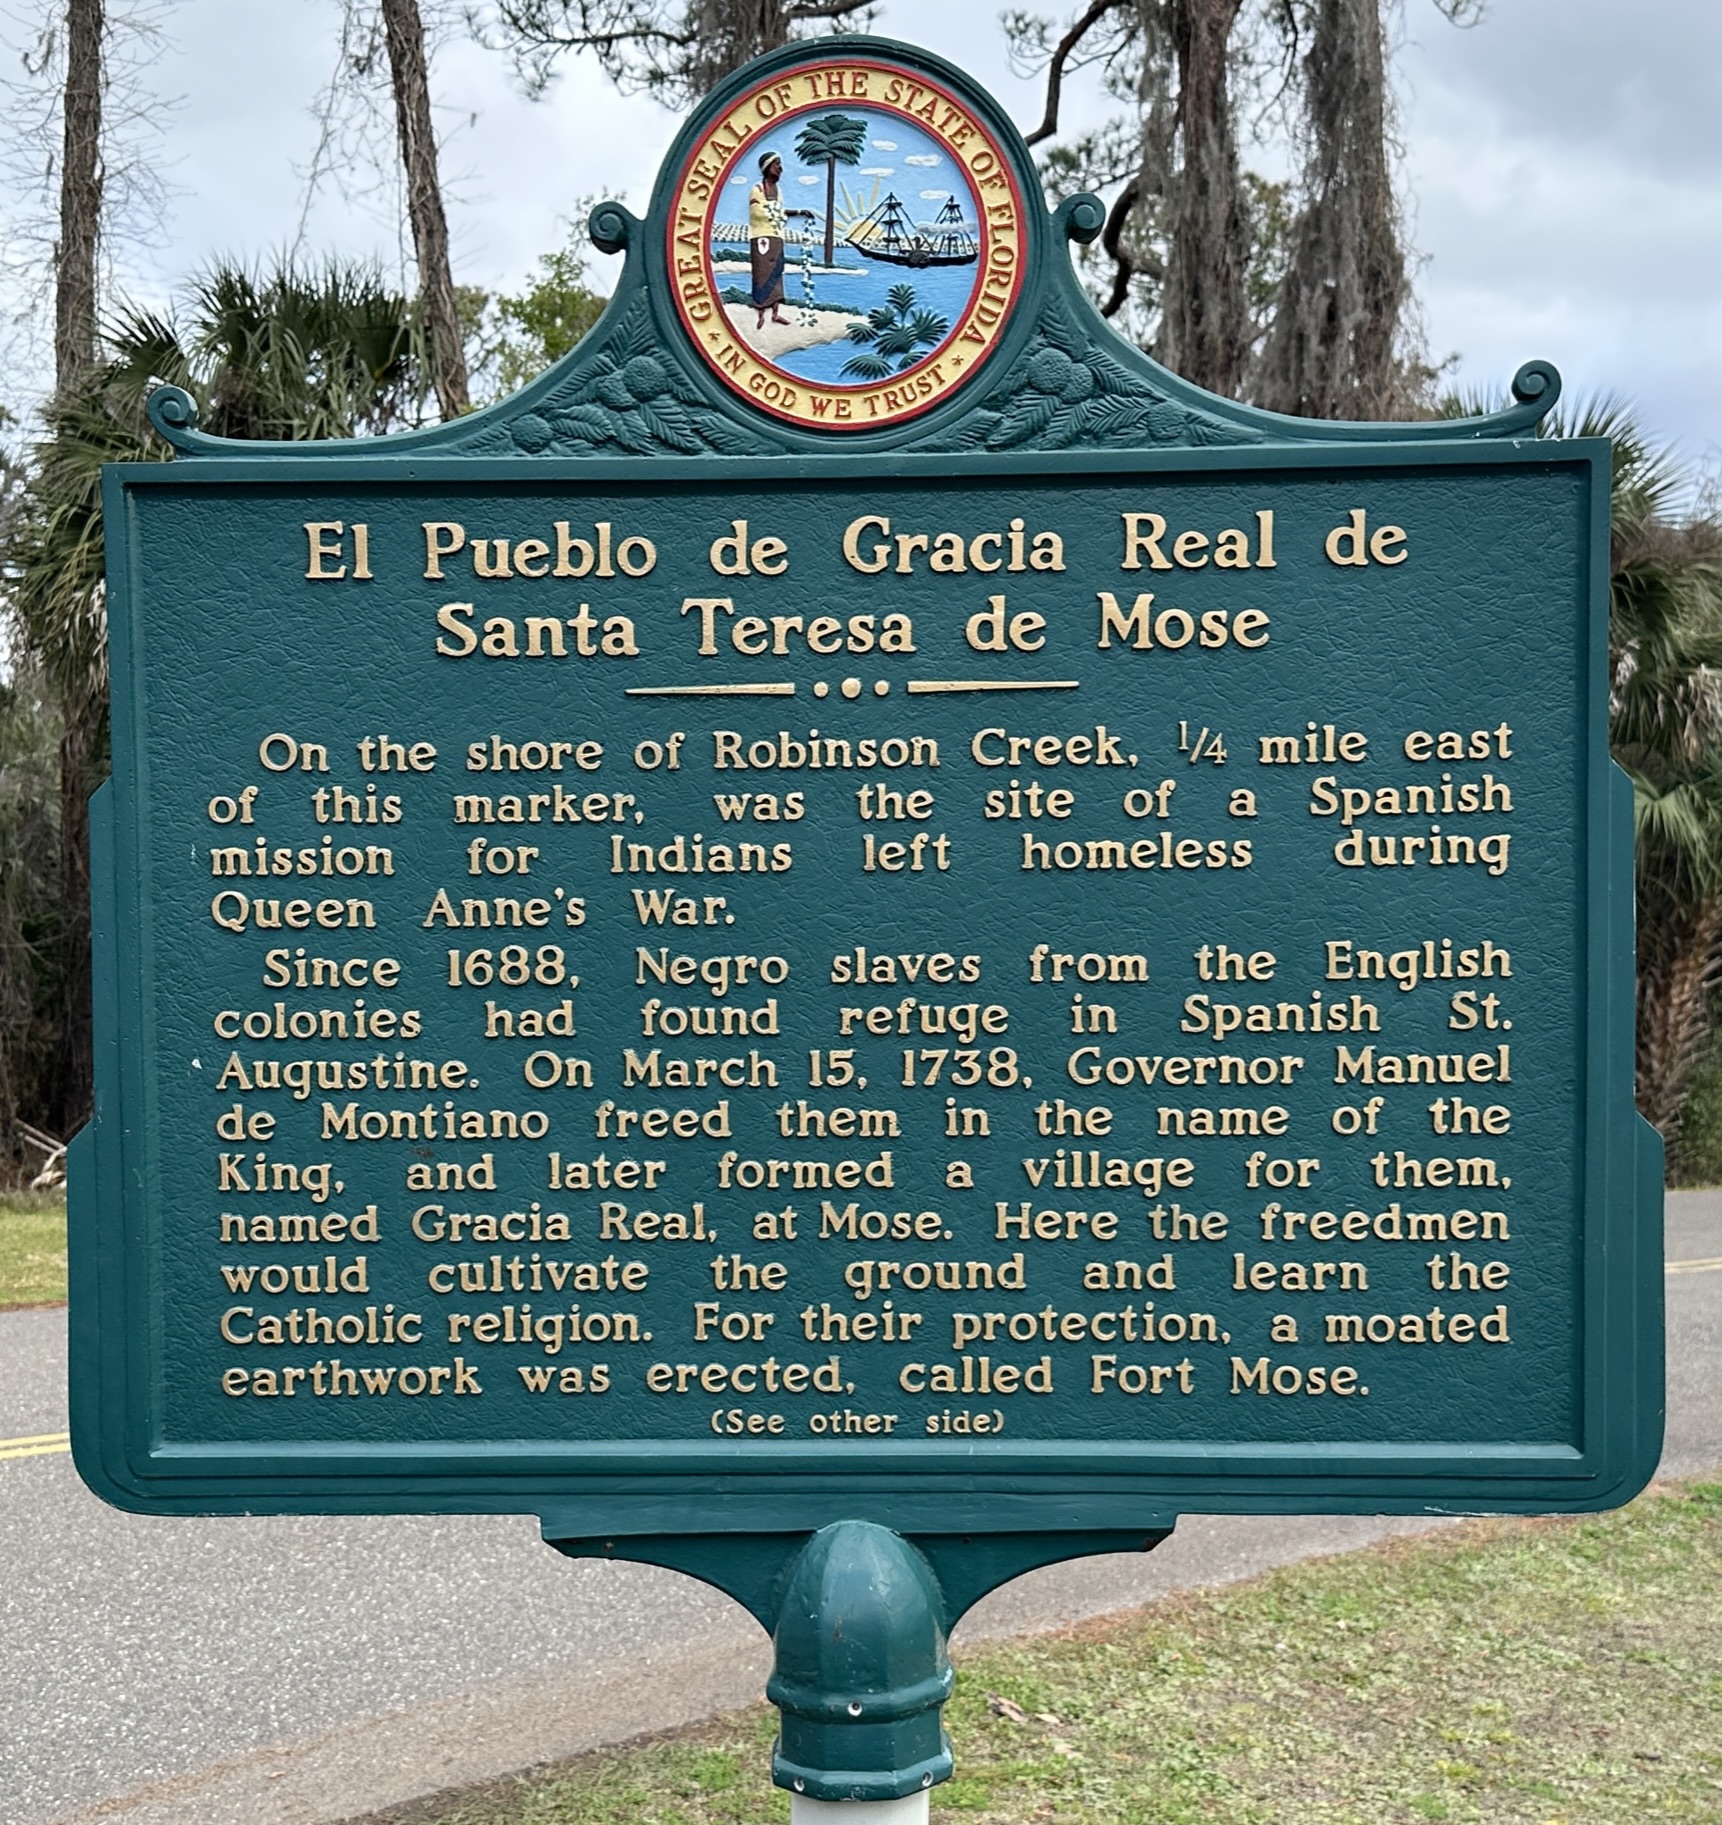 GREAT SEAL OF THE STATE OF FLORIDA
* IN GOD WE TRUST *
El Pueblo de Gracia Real de
Santa Teresa de Mose
On the shore of Robinson Creek, 1/4 mile east
of this marker, was the site of a Spanish
mission for Indians left homeless during
Queen Anne's War.
Since 1688, Negro slaves from the English
colonies had found refuge in Spanish St.
Augustine. On March 15, 1738, Governor Manuel
de Montiano freed them in the name of the
King, and later formed a village for them,
named Gracia Real, at Mose. Here the freedmen
would cultivate the ground and learn the
Catholic religion. For their protection, a moated
earthwork was erected, called Fort Mose.
(See other side)